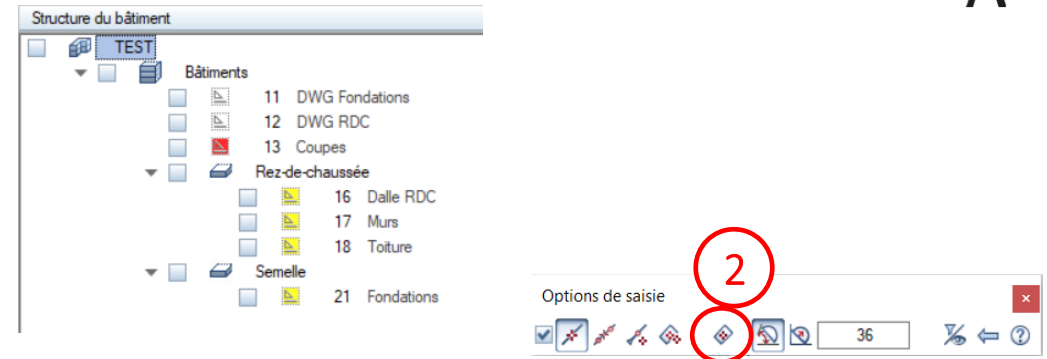 Structure du bâtiment
TEST
Bâtiments
11 DWG Fondations
12 DWG RDC
13 Coupes
Rez-de-chaussée
16 Dalle RDC
17 Murs
18 Toiture
Semelle
21 Fondations
2
Options de saisie
36